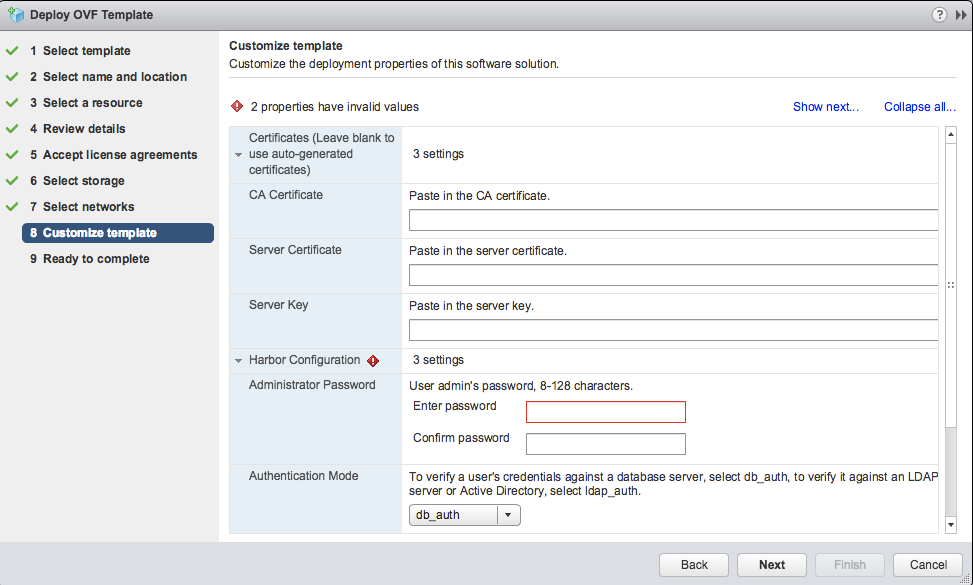 Deploy OVF Template
?
1 Select template
2 Select name and location
3 Select a resource
4 Review details
5 Accept license agreements
6 Select storage
7 Select networks
8 Customize template
9 Ready to complete
Customize template
Customize the deployment properties of this software solution.
2 properties have invalid values
Show next...
Collapse all...
Certificates (Leave blank to
use auto-generated
certificates)
3 settings
CA Certificate
Paste in the CA certificate.
Server Certificate
Paste in the server certificate.
Server Key
Paste in the server key.
Harbor Configuration
3 settings
Administrator Password
User admin's password, 8-128 characters.
Enter password
Confirm password
Authentication Mode
To verify a user's credentials against a database server, select db_auth, to verify it against an LDAP
server or Active Directory, select ldap_auth.
db_auth
Back
Next
Finish
Cancel